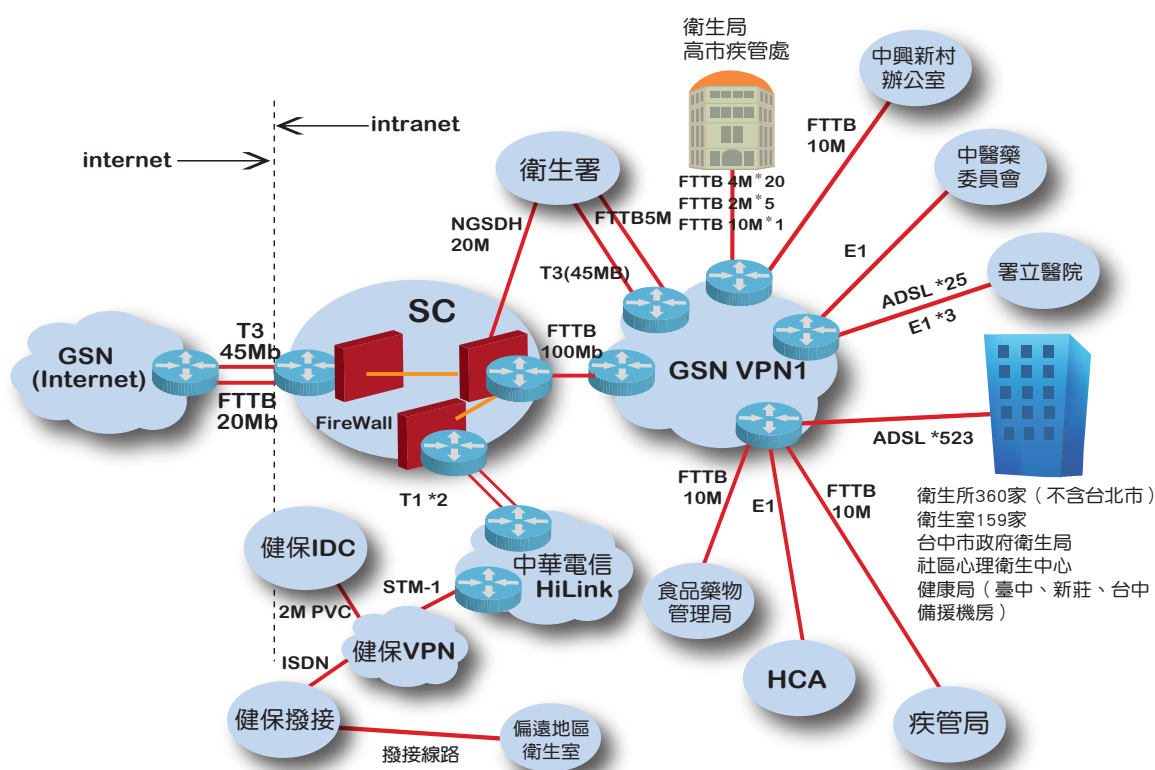 衛生局
高市疾管處
中興新村
辦公室
intranet
internet
FTTB
10M
衛生署
中醫藥
委員會
FTTB 4M*20
FTTB 2M*5
FTTB 10M*1
NGSDH
20M
FTTB5M
E1
T3(45MB)
署立醫院
ADSL *25
E1 *3
SC
T3
45Mb
FTTB
100Mb
GSN
(Internet)
GSN VPN1
FTTB
20Mb
FireWall
ADSL *523
T1 *2
FTTB
10M
E1
FTTB
10M
衛生所360家（不含台北市）
衛生室159家
台中市政府衛生局
社區心理衛生中心
健康局（臺中、新莊、台中
備援機房）
健保IDC
中華電信
HiLink
STM-1
2M PVC
食品藥物
管理局
健保VPN
ISDN
HCA
健保撥接
撥接線路
偏遠地區
衛生室
疾管局